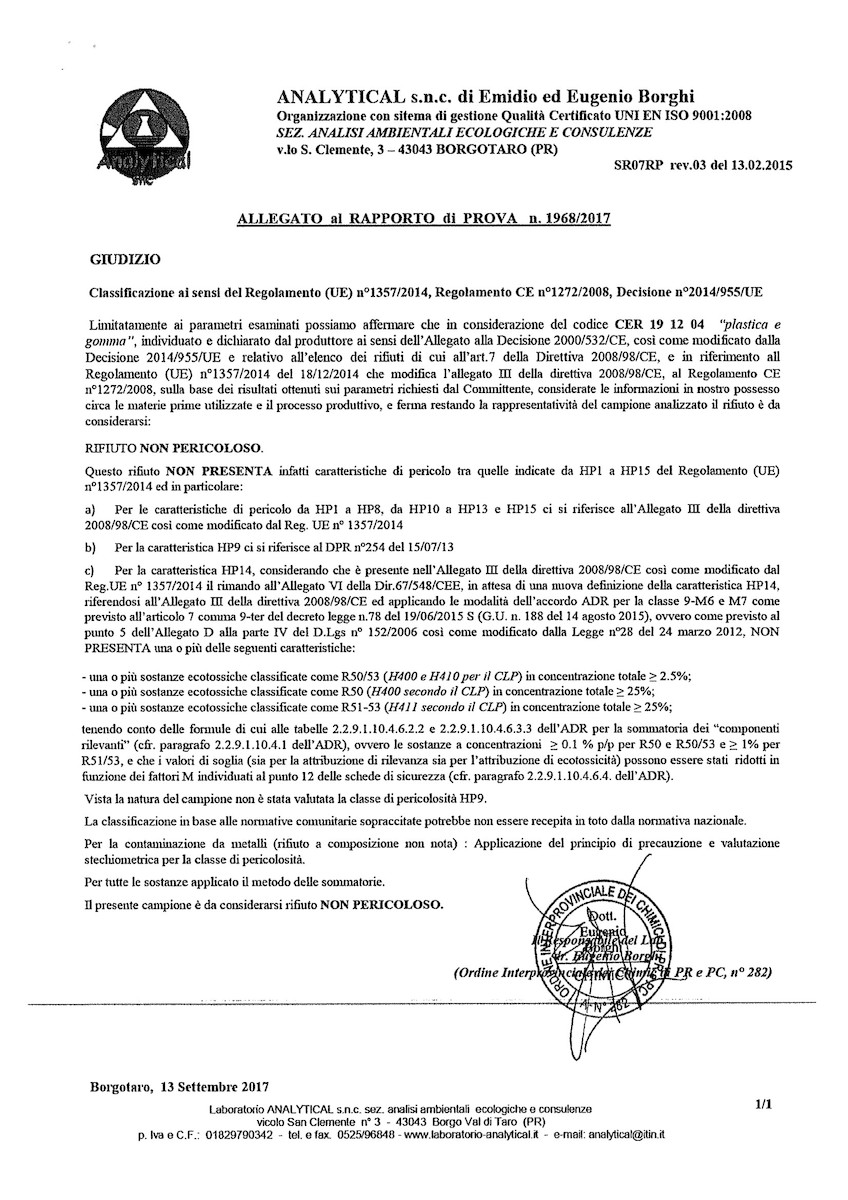 ANALYTICAL s.n.c. di Emidio ed Eugenio Borghi
Organizzazione con sitema di gestione Qualità Certificato UNI EN ISO 9001:2008
SEZ. ANALISI AMBIENTALI ECOLOGICHE E CONSULENZE
v.lo S. Clemente, 3 – 43043 BORGOTARO (PR)
Analytical
snc
SR07RP rev.03 del 13.02.2015
ALLEGATO al RAPPORTO di PROVA n. 1968/2017
GIUDIZIO
Classificazione ai sensi del Regolamento (UE) n°1357/2014, Regolamento CE n°1272/2008, Decisione n°2014/955/UE
Limitatamente ai parametri esaminati possiamo affermare che in considerazione del codice CER 19 12 04 "plastica e
gomma", individuato e dichiarato dal produttore ai sensi dell'Allegato alla Decisione 2000/532/CE, così come modificato dalla
Decisione 2014/955/UE e relativo all'elenco dei rifiuti di cui all'art.7 della Direttiva 2008/98/CE, e in riferimento all
Regolamento (UE) n°1357/2014 del 18/12/2014 che modifica l'allegato III della direttiva 2008/98/CE, al Regolamento CE
n°1272/2008, sulla base dei risultati ottenuti sui parametri richiesti dal Committente, considerate le informazioni in nostro possesso
circa le materie prime utilizzate e il processo produttivo, e ferma restando la rappresentatività del campione analizzato il rifiuto è da
considerarsi:
RIFIUTO NON PERICOLOSO.
Questo rifiuto NON PRESENTA infatti caratteristiche di pericolo tra quelle indicate da HP1 a HP15 del Regolamento (UE)
n°1357/2014 ed in particolare:
a) Per le caratteristiche di pericolo da HP1 a HP8, da HP10 a HP13 e HP15 ci si riferisce all'Allegato III della direttiva
2008/98/CE così come modificato dal Reg. UE n° 1357/2014
b) Per la caratteristica HP9 ci si riferisce al DPR n°254 del 15/07/13
c) Per la caratteristica HP14, considerando che è presente nell'Allegato III della direttiva 2008/98/CE così come modificato dal
Reg.UE n° 1357/2014 il rimando all'Allegato VI della Dir.67/548/CEE, in attesa di una nuova definizione della caratteristica HP14,
riferendosi all'Allegato III della direttiva 2008/98/CE ed applicando le modalità dell'accordo ADR per la classe 9-M6 e M7 come
previsto all'articolo 7 comma 9-ter del decreto legge n.78 del 19/06/2015 S (G.U. n. 188 del 14 agosto 2015), ovvero come previsto al
punto 5 dell'Allegato D alla parte IV del D.Lgs n° 152/2006 così come modificato dalla Legge n°28 del 24 marzo 2012, NON
PRESENTA una o più delle seguenti caratteristiche:
- una o più sostanze ecotossiche classificate come R50/53 (H400 e H410 per il CLP) in concentrazione totale ≥ 2.5%;
- una o più sostanze ecotossiche classificate come R50 (H400 secondo il CLP) in concentrazione totale ≥ 25%;
- una o più sostanze ecotossiche classificate come R51-53 (H411 secondo il CLP) in concentrazione totale ≥ 25%;
tenendo conto delle formule di cui alle tabelle 2.2.9.1.10.4.6.2.2 e 2.2.9.1.10.4.6.3.3 dell'ADR per la sommatoria dei "componenti
rilevanti" (cfr. paragrafo 2.2.9.1.10.4.1 dell'ADR), ovvero le sostanze a concentrazioni ≥ 0.1 % p/p per R50 e R50/53 e ≥ 1% per
R51/53, e che i valori di soglia (sia per la attribuzione di rilevanza sia per l'attribuzione di ecotossicità) possono essere stati ridotti in
funzione dei fattori M individuati al punto 12 delle schede di sicurezza (cfr. paragrafo 2.2.9.1.10.4.6.4. dell'ADR).
Vista la natura del campione non è stata valutata la classe di pericolosità HP9.
La classificazione in base alle normative comunitarie sopraccitate potrebbe non essere recepita in toto dalla normativa nazionale.
Per la contaminazione da metalli (rifiuto a composizione non nota) : Applicazione del principio di precauzione e valutazione
stechiometrica per la classe di pericolosità.
Per tutte le sostanze applicato il metodo delle sommatorie.
Il presente campione è da considerarsi rifiuto NON PERICOLOSO.
ORDINE INTERPROVINCIALE DEI CHIMICI DI PR-PC
Dott.
Eugenio
Borghi
N° 282
Il Responsabile del Lab.
dr. Eugenio Borghi
(Ordine Interprovinciale dei Chimici di PR e PC, n° 282)
Borgotaro, 13 Settembre 2017
1/1
Laboratorio ANALYTICAL s.n.c. sez. analisi ambientali ecologiche e consulenze
vicolo San Clemente n° 3 - 43043 Borgo Val di Taro (PR)
p. Iva e C.F.: 01829790342 - tel. e fax. 0525/96848 - www.laboratorio-analytical.it - e-mail: analytical@itin.it